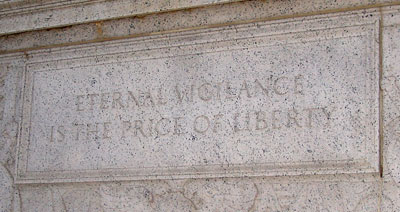 ETERNAL VIGILANCE
IS THE PRICE OF LIBERTY